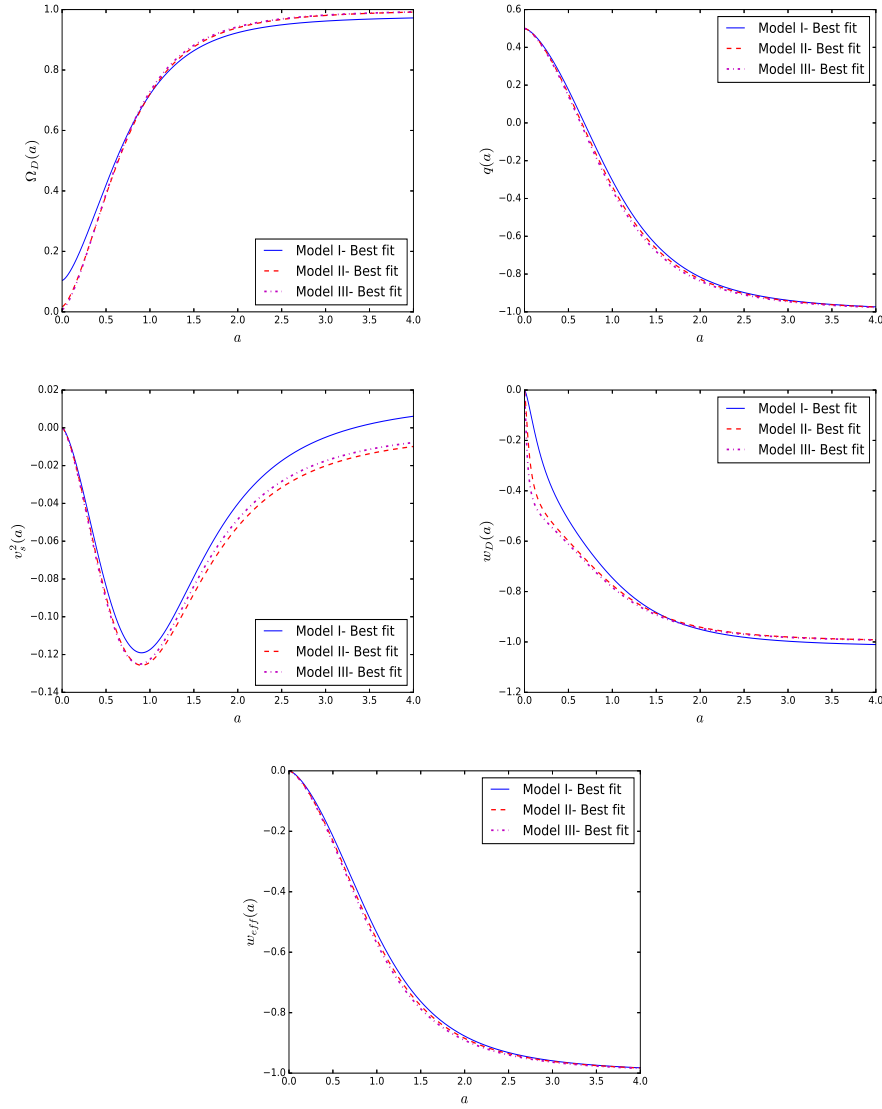 1.0
0.8
0.6
0.4
0.2
0.0
Ω_D(a)
0.0 0.5 1.0 1.5 2.0 2.5 3.0 3.5 4.0
a
Model I- Best fit
Model II- Best fit
Model III- Best fit
0.6
0.4
0.2
0.0
−0.2
−0.4
−0.6
−0.8
−1.0
q(a)
0.0 0.5 1.0 1.5 2.0 2.5 3.0 3.5 4.0
a
Model I- Best fit
Model II- Best fit
Model III- Best fit
0.02
0.00
−0.02
−0.04
−0.06
−0.08
−0.10
−0.12
−0.14
v_s^2(a)
0.0 0.5 1.0 1.5 2.0 2.5 3.0 3.5 4.0
a
Model I- Best fit
Model II- Best fit
Model III- Best fit
0.0
−0.2
−0.4
−0.6
−0.8
−1.0
−1.2
w_D(a)
0.0 0.5 1.0 1.5 2.0 2.5 3.0 3.5 4.0
a
Model I- Best fit
Model II- Best fit
Model III- Best fit
0.0
−0.2
−0.4
−0.6
−0.8
−1.0
w_{eff}(a)
0.0 0.5 1.0 1.5 2.0 2.5 3.0 3.5 4.0
a
Model I- Best fit
Model II- Best fit
Model III- Best fit